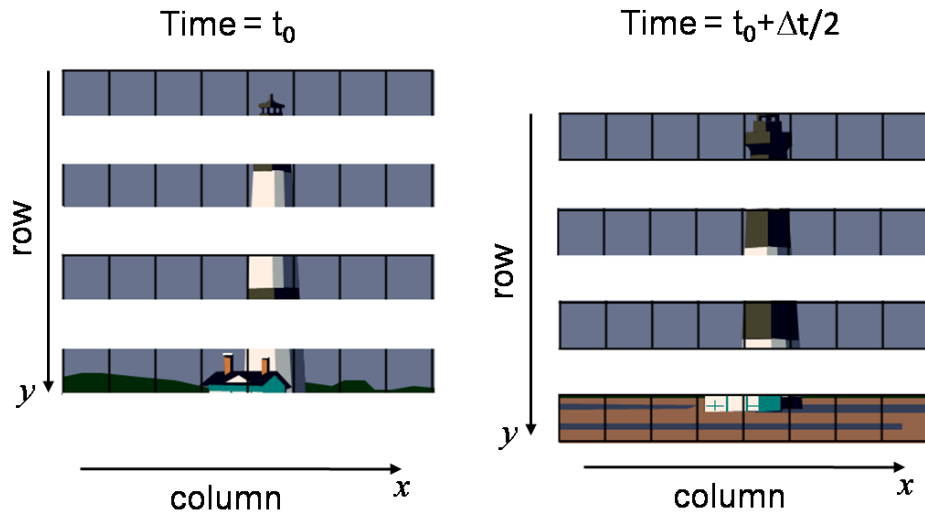 Time = t₀
row
y
x
column
Time = t₀+Δt/2
row
y
x
column